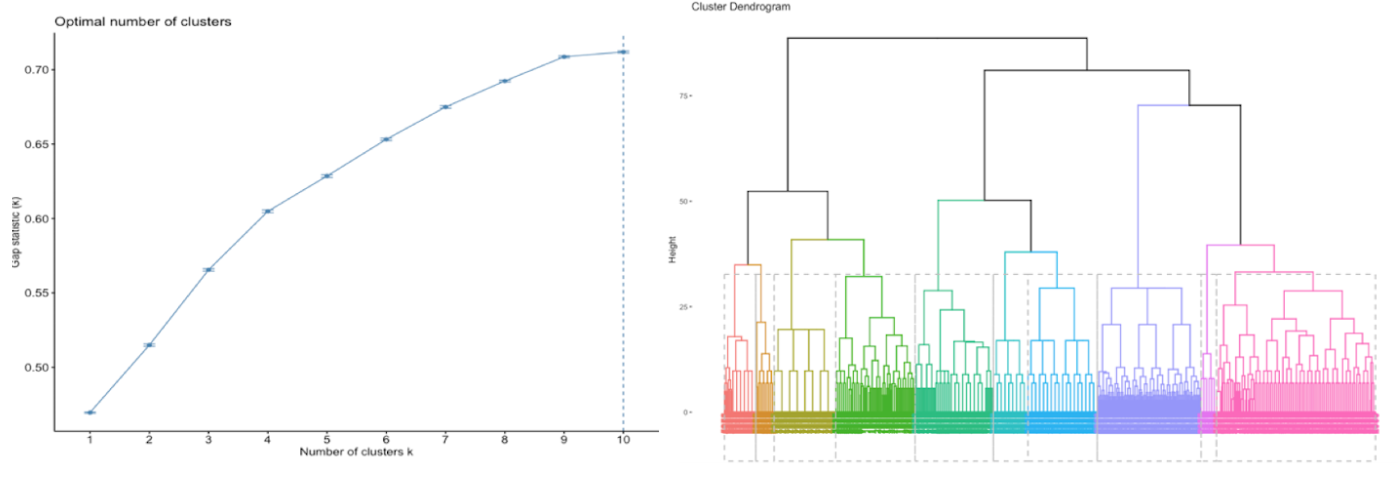 Optimal number of clusters
0.70
0.65
0.60
0.55
0.50
Gap statistic (k)
1 2 3 4 5 6 7 8 9 10
Number of clusters k
Cluster Dendrogram
75
50
25
0
Height